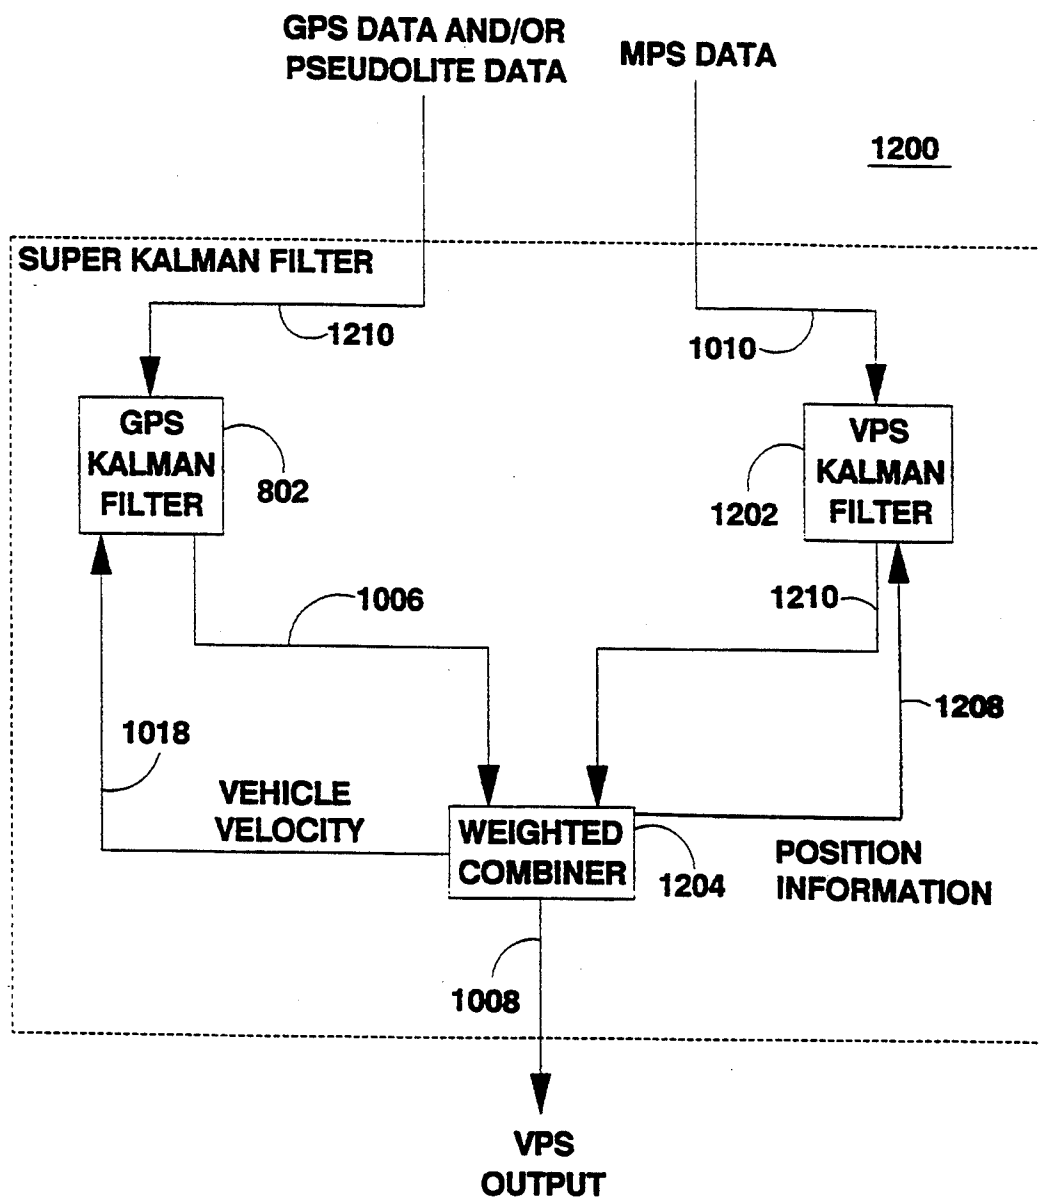 GPS DATA AND/OR
PSEUDOLITE DATA
MPS DATA
1200
SUPER KALMAN FILTER
1210
1010
GPS
KALMAN
FILTER
802
VPS
KALMAN
FILTER
1202
1006
1210
1208
1018
VEHICLE
VELOCITY
WEIGHTED
COMBINER
1204
POSITION
INFORMATION
1008
VPS
OUTPUT